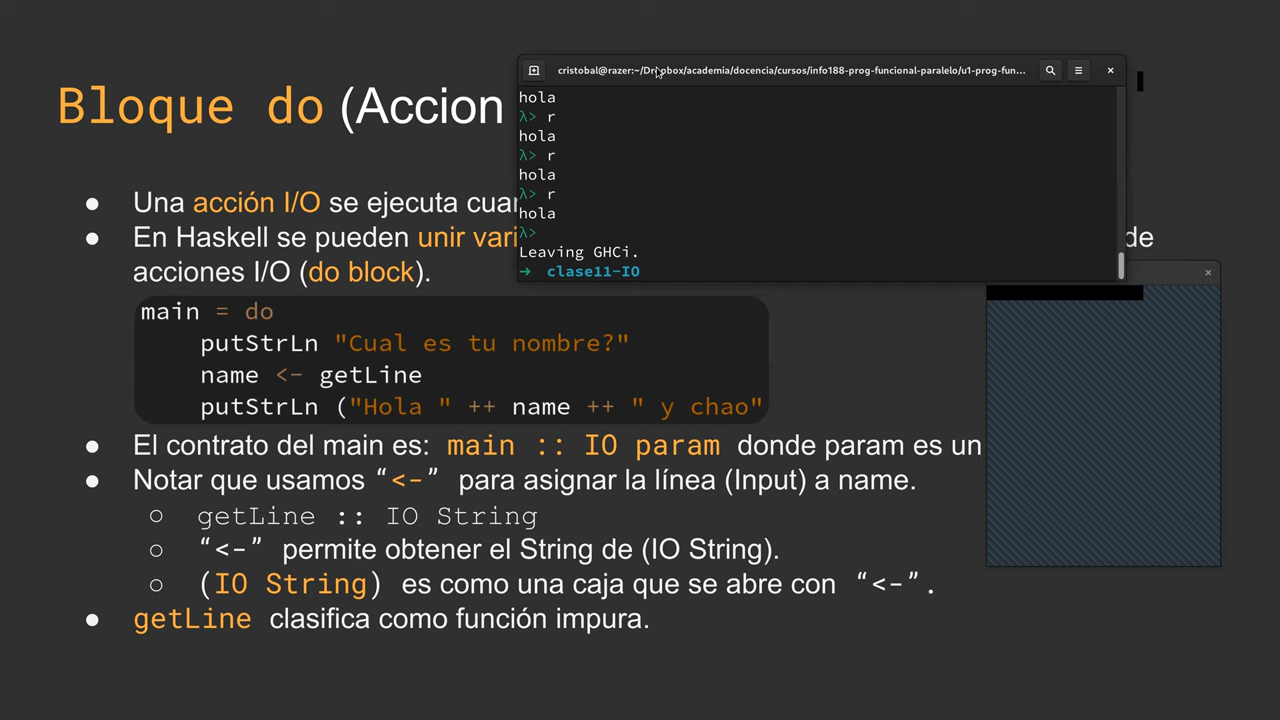 Bloque do (Accion
cristobal@razer:~/Dropbox/academia/docencia/cursos/info188-prog-funcional-paralelo/u1-prog-fun...
hola
λ> r
hola
λ> r
hola
λ> r
hola
λ>
Leaving GHCi.
→ clase11-IO
● Una acción I/O se ejecuta
● En Haskell se pueden unir de
acciones I/O (do block).
main = do
putStrLn "Cual es tu nombre?"
name <- getLine
putStrLn ("Hola " ++ name ++ " y chao"
● El contrato del main es: main :: IO param donde param es un
● Notar que usamos “<-” para asignar la línea (Input) a name.
○ getLine :: IO String
○ “<-” permite obtener el String de (IO String).
○ (IO String) es como una caja que se abre con “<-”.
● getLine clasifica como función impura.